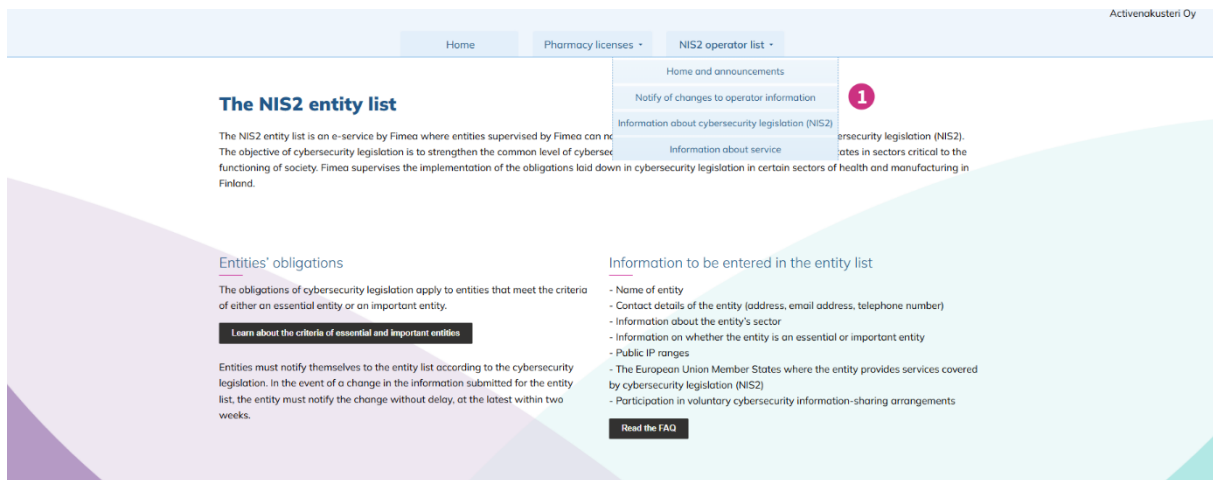 Activenakusteri Oy
Home
Pharmacy licenses
NIS2 operator list
Home and announcements
Notify of changes to operator information
1
Information about cybersecurity legislation (NIS2)
Information about service
The NIS2 entity list
The NIS2 entity list is an e-service by Fimea where entities supervised by Fimea can ersecurity legislation (NIS2).
The objective of cybersecurity legislation is to strengthen the common level of cyberse ates in sectors critical to the
functioning of society. Fimea supervises the implementation of the obligations laid down in cybersecurity legislation in certain sectors of health and manufacturing in
Finland.
Entities' obligations
The obligations of cybersecurity legislation apply to entities that meet the criteria
of either an essential entity or an important entity.
Learn about the criteria of essential and important entities
Entities must notify themselves to the entity list according to the cybersecurity
legislation. In the event of a change in the information submitted for the entity
list, the entity must notify the change without delay, at the latest within two
weeks.
Information to be entered in the entity list
- Name of entity
- Contact details of the entity (address, email address, telephone number)
- Information about the entity's sector
- Information on whether the entity is an essential or important entity
- Public IP ranges
- The European Union Member States where the entity provides services covered
by cybersecurity legislation (NIS2)
- Participation in voluntary cybersecurity information-sharing arrangements
Read the FAQ